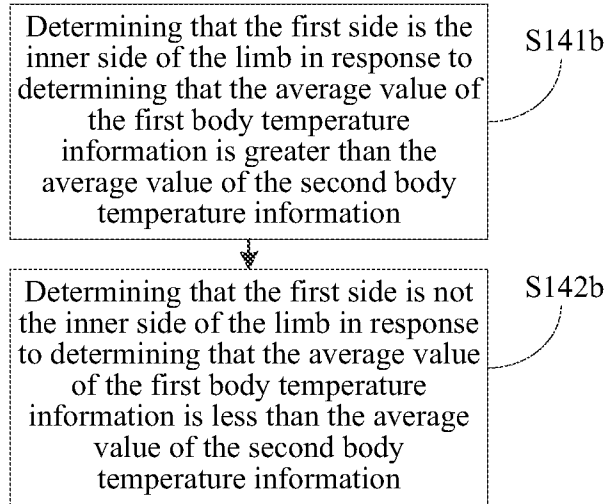 Determining that the first side is the
inner side of the limb in response to
determining that the average value of
the first body temperature
information is greater than the
average value of the second body
temperature information
S141b
Determining that the first side is not
the inner side of the limb in response
to determining that the average value
of the first body temperature
information is less than the average
value of the second body
temperature information
S142b